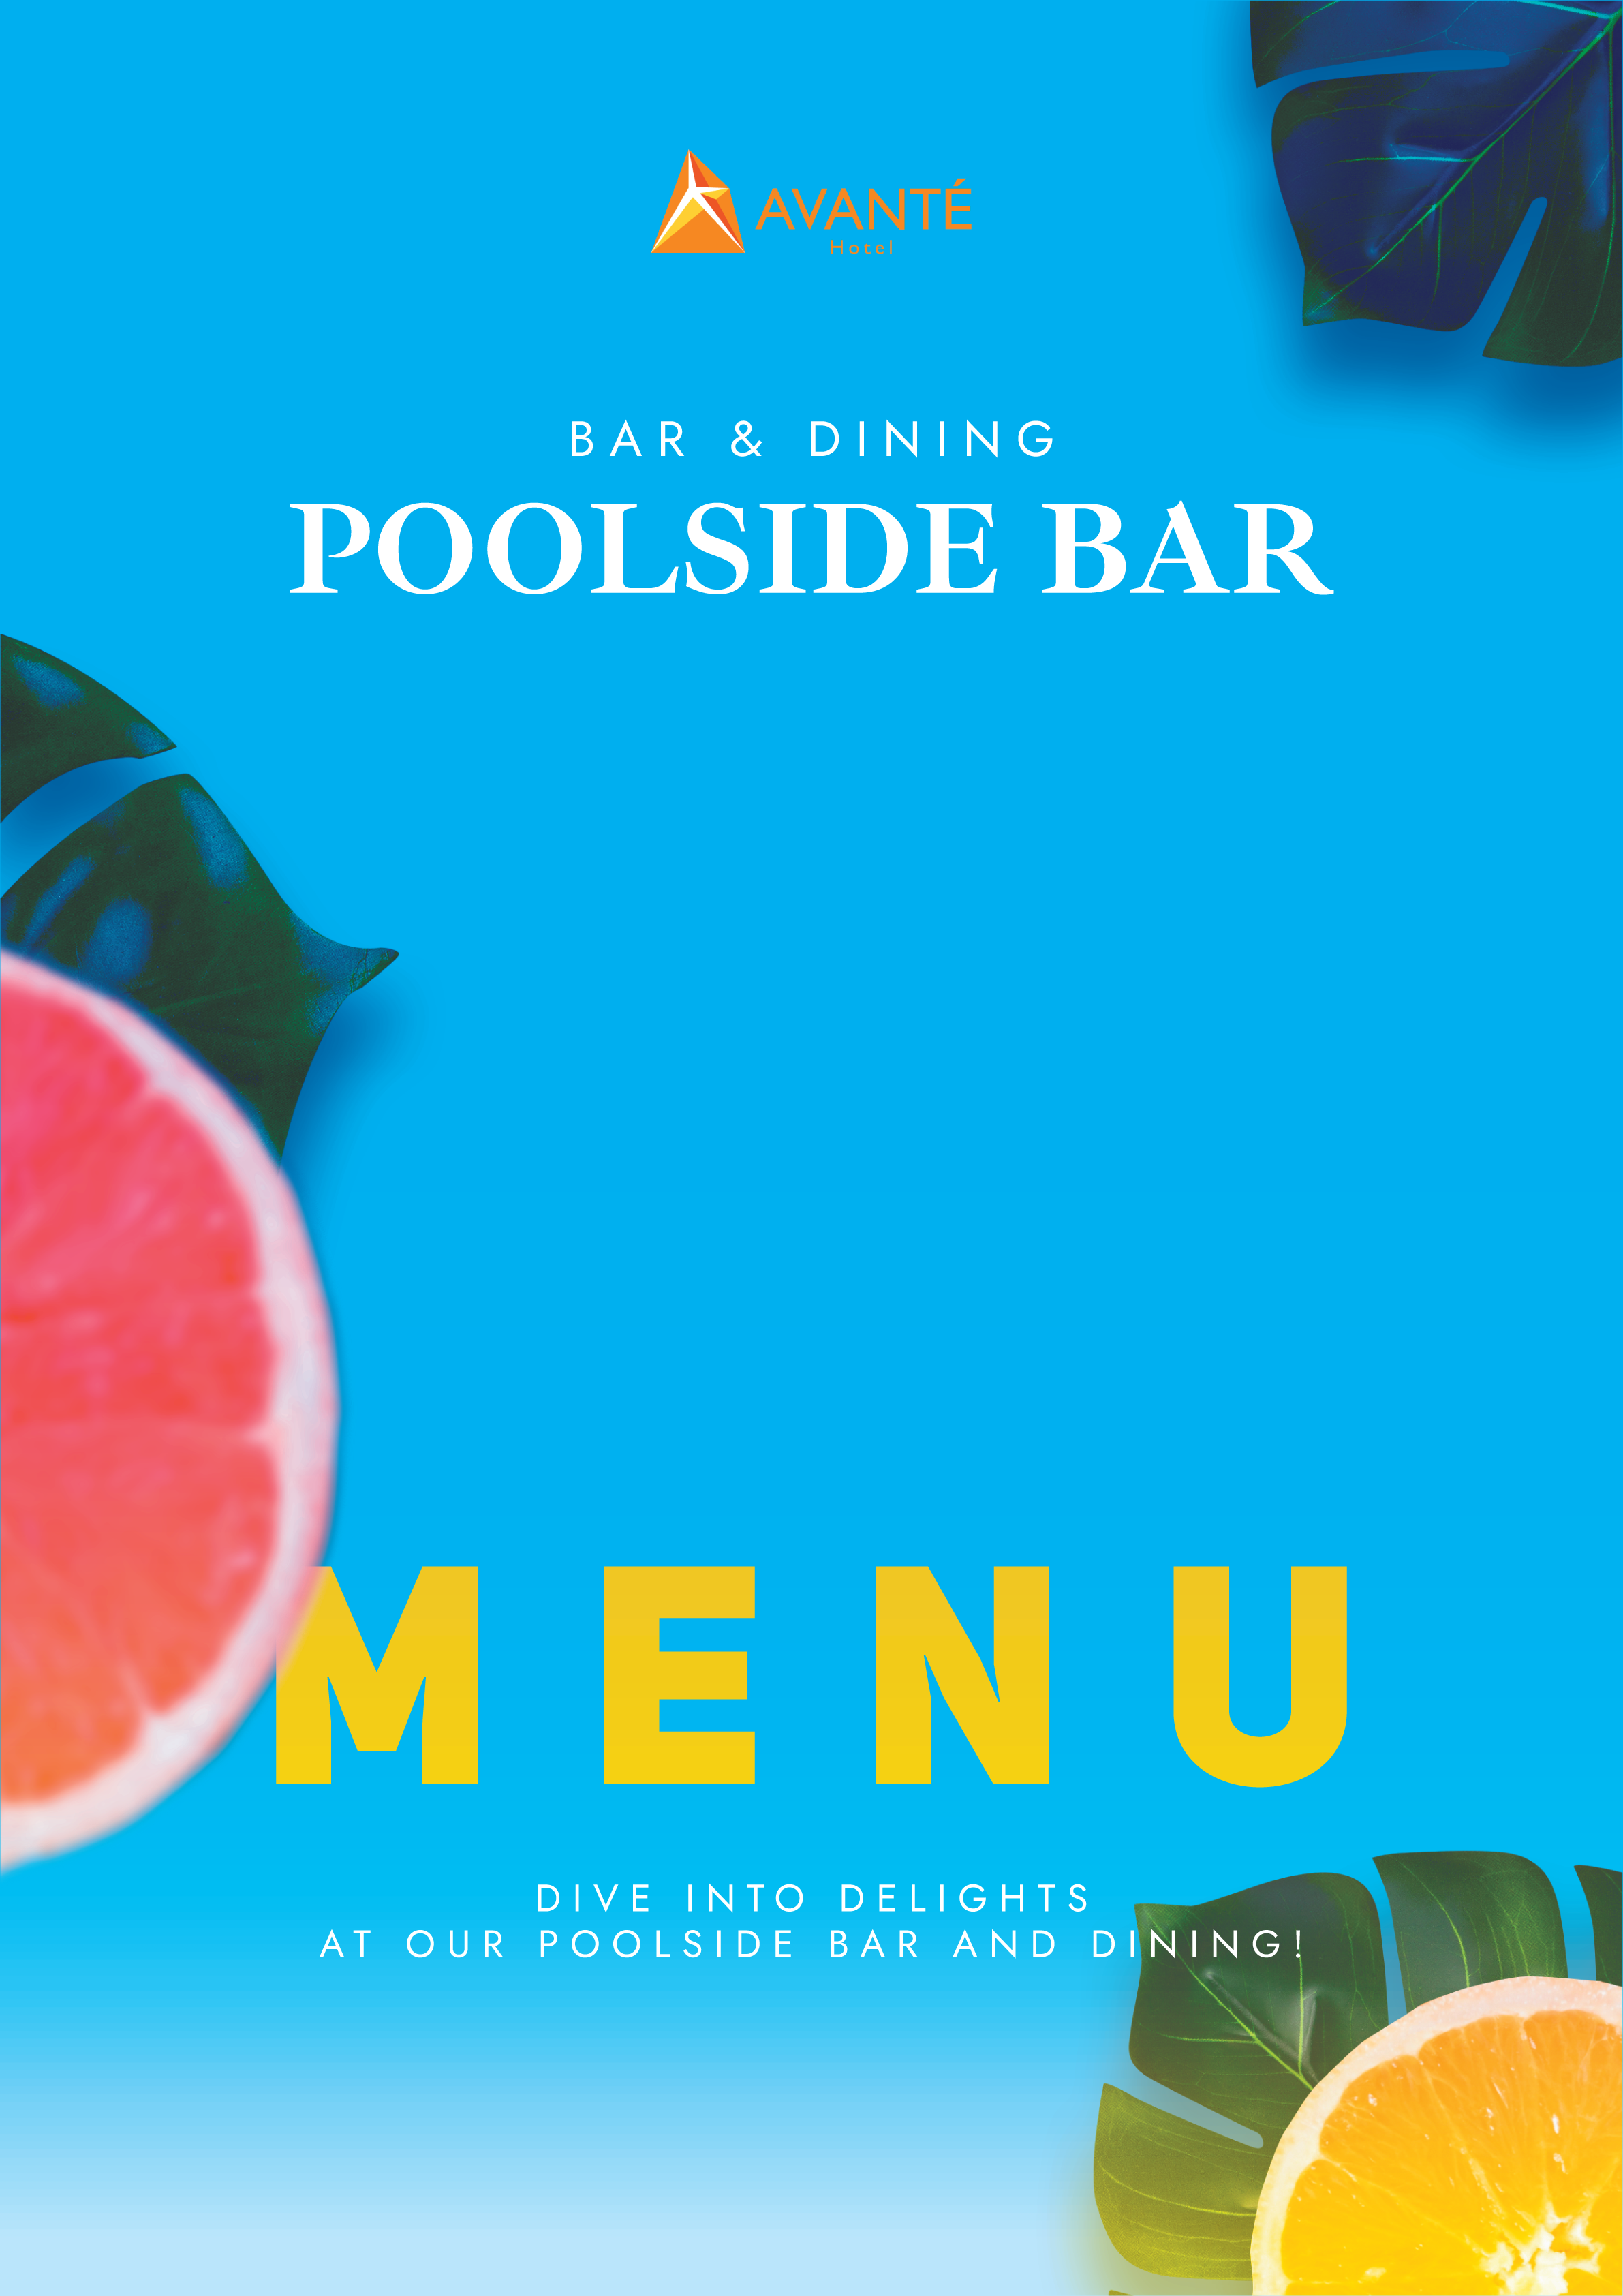 AVANTÉ
Hotel
BAR & DINING
POOLSIDE BAR
MENU
DIVE INTO DELIGHTS
AT OUR POOLSIDE BAR AND DINING!